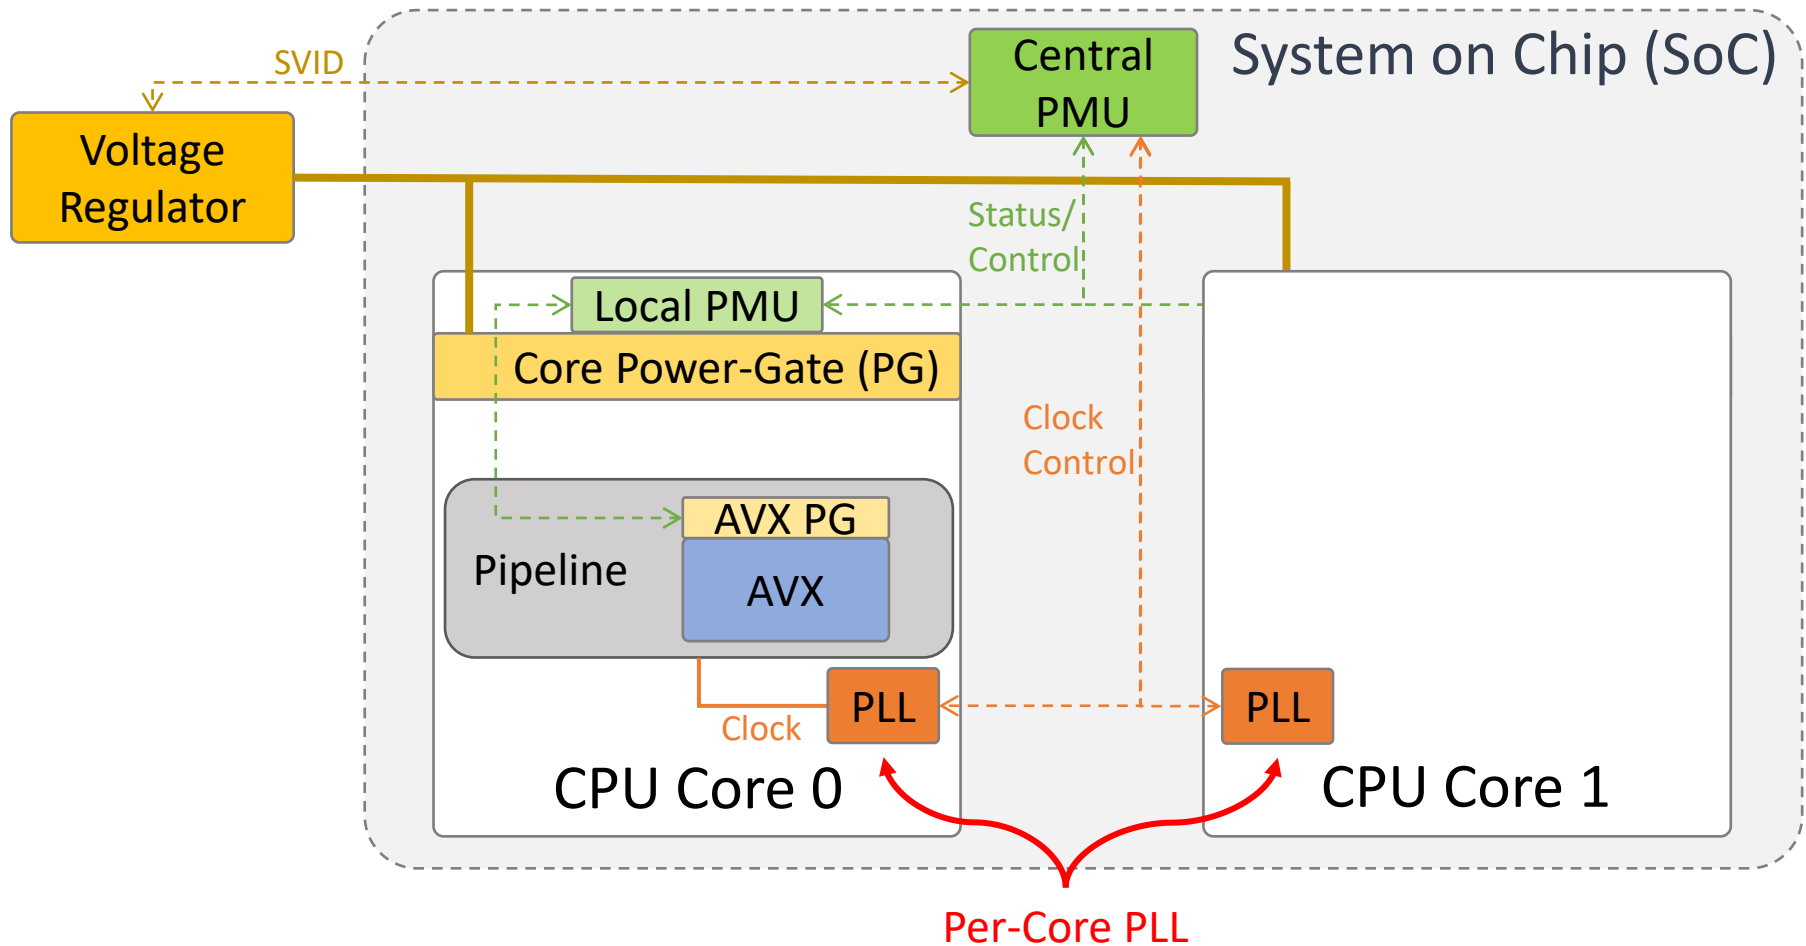 System on Chip (SoC)
SVID
Central
PMU
Voltage
Regulator
Status/
Control
Local PMU
Core Power-Gate (PG)
Clock
Control
AVX PG
Pipeline
AVX
PLL
PLL
Clock
CPU Core 0
CPU Core 1
Per-Core PLL